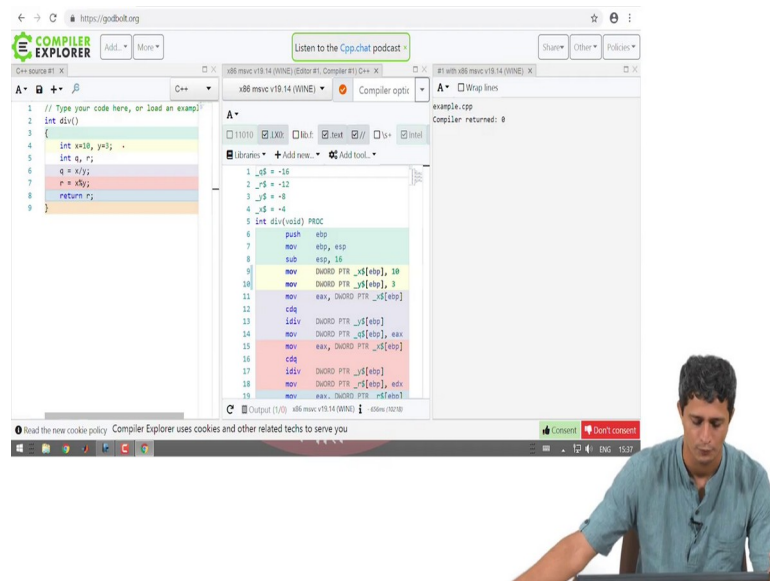 https://godbolt.org
COMPILER
EXPLORER
Add...
More
Listen to the Cpp.chat podcast ×
Share
Other
Policies
C++ source #1 X
A
C++
1 // Type your code here, or load an exampl
2 int div()
3 {
4 int x=10, y=3;
5 int q, r;
6 q = x/y;
7 r = x%y;
8 return r;
9 }
x86 msvc v19.14 (WINE) (Editor #1, Compiler #1) C++ X
x86 msvc v19.14 (WINE)
Compiler optic
A
11010 .LX0: lib.f: .text // \s+ Intel
Libraries + Add new... Add tool...
1 _q$ = -16
2 _r$ = -12
3 _y$ = -8
4 _x$ = -4
5 int div(void) PROC
6 push ebp
7 mov ebp, esp
8 sub esp, 16
9 mov DWORD PTR _x$[ebp], 10
10 mov DWORD PTR _y$[ebp], 3
11 mov eax, DWORD PTR _x$[ebp]
12 cdq
13 idiv DWORD PTR _y$[ebp]
14 mov DWORD PTR _q$[ebp], eax
15 mov eax, DWORD PTR _x$[ebp]
16 cdq
17 idiv DWORD PTR _y$[ebp]
18 mov DWORD PTR _r$[ebp], edx
19 mov eax, DWORD PTR _r$[ebp]
Output (1/0) x86 msvc v19.14 (WINE) i
#1 with x86 msvc v19.14 (WINE) X
A Wrap lines
example.cpp
Compiler returned: 0
Read the new cookie policy Compiler Explorer uses cookies and other related techs to serve you
Consent
Don't consent
ENG 15:37